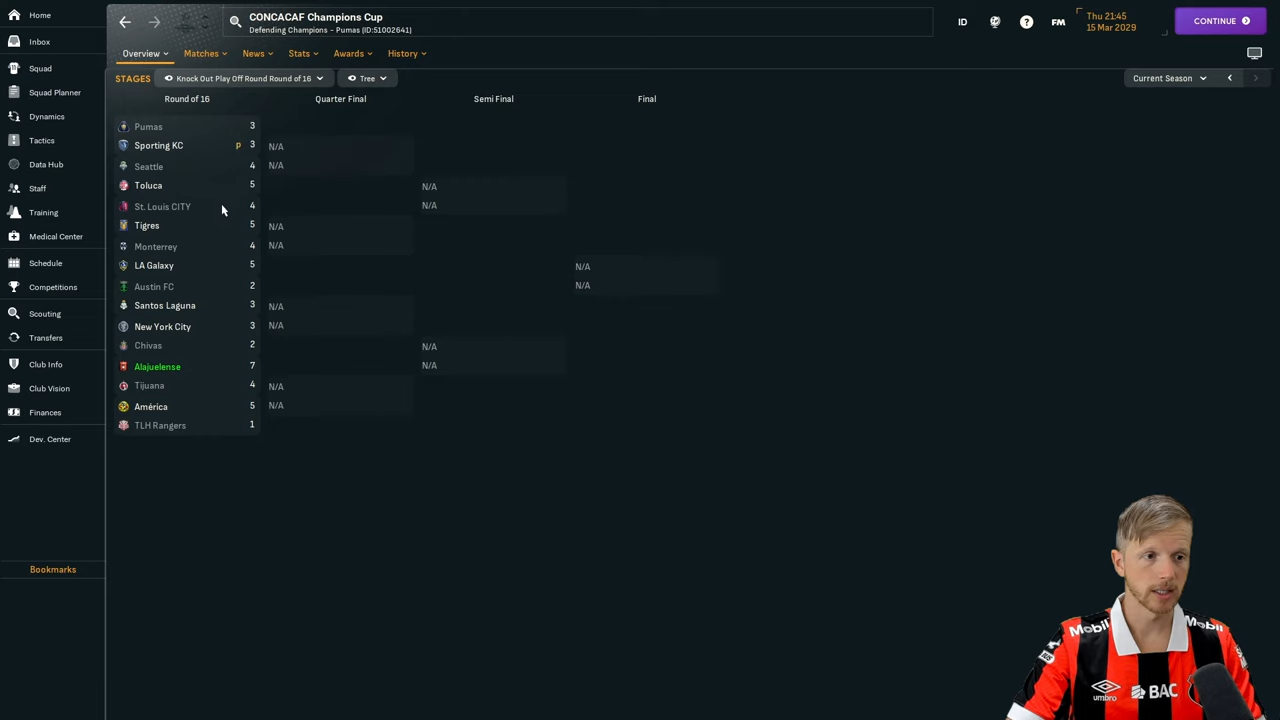 Home
Inbox
Squad
Squad Planner
Dynamics
Tactics
Data Hub
Staff
Training
Medical Center
Schedule
Competitions
Scouting
Transfers
Club Info
Club Vision
Finances
Dev. Center
Bookmarks
CONCACAF Champions Cup
Defending Champions - Pumas (ID:51002641)
ID
FM
Thu 21:45
15 Mar 2029
CONTINUE
Overview Matches News Stats Awards History
STAGES Knock Out Play Off Round Round of 16 Tree Current Season
Round of 16 Quarter Final Semi Final Final
Pumas 3
Sporting KC p 3
Seattle 4
Toluca 5
St. Louis CITY 4
Tigres 5
Monterrey 4
LA Galaxy 5
Austin FC 2
Santos Laguna 3
New York City 3
Chivas 2
Alajuelense 7
Tijuana 4
América 5
TLH Rangers 1
N/A
N/A
N/A
N/A
N/A
N/A
N/A
N/A
N/A
N/A
N/A
N/A
N/A
N/A
Mobil
Mobil
umbro
BAC